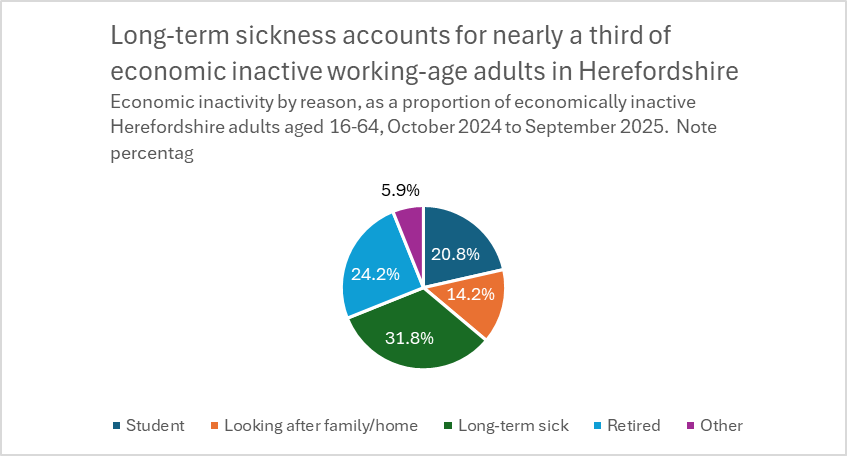 Long-term sickness accounts for nearly a third of
economic inactive working-age adults in Herefordshire
Economic inactivity by reason, as a proportion of economically inactive
Herefordshire adults aged 16-64, October 2024 to September 2025. Note
percentag
5.9%
20.8%
24.2%
14.2%
31.8%
Student Looking after family/home Long-term sick Retired Other